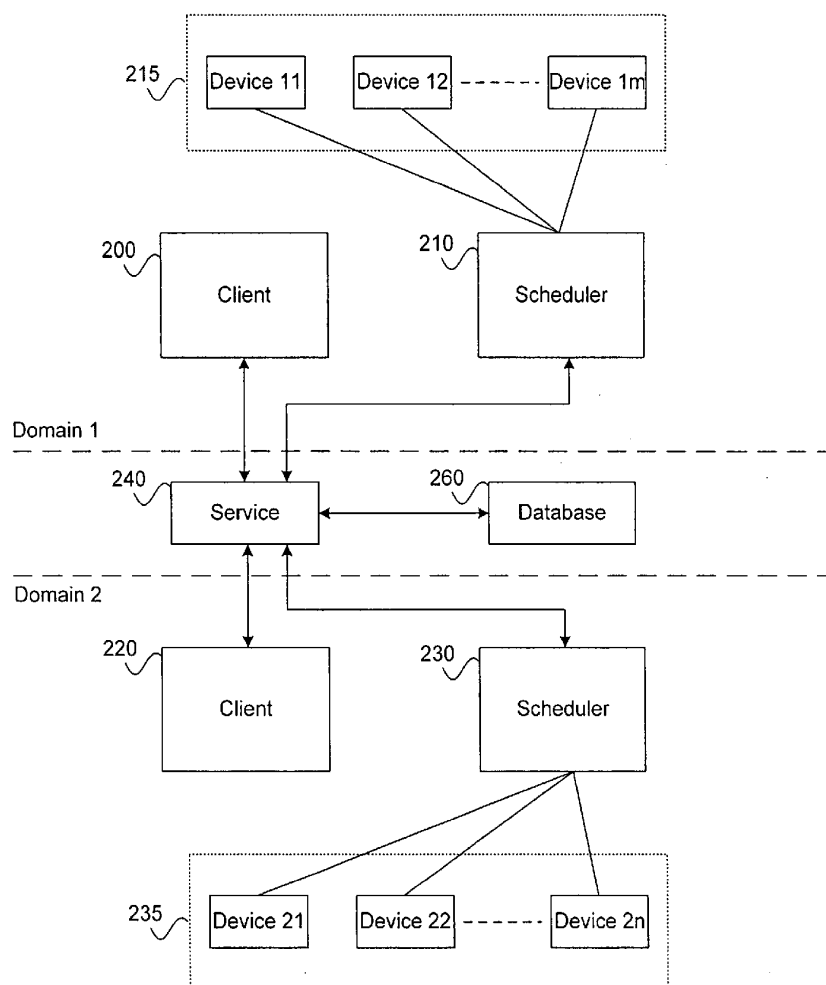 215
Device 11
Device 12
Device 1m
200
Client
210
Scheduler
Domain 1
240
Service
260
Database
Domain 2
220
Client
230
Scheduler
235
Device 21
Device 22
Device 2n